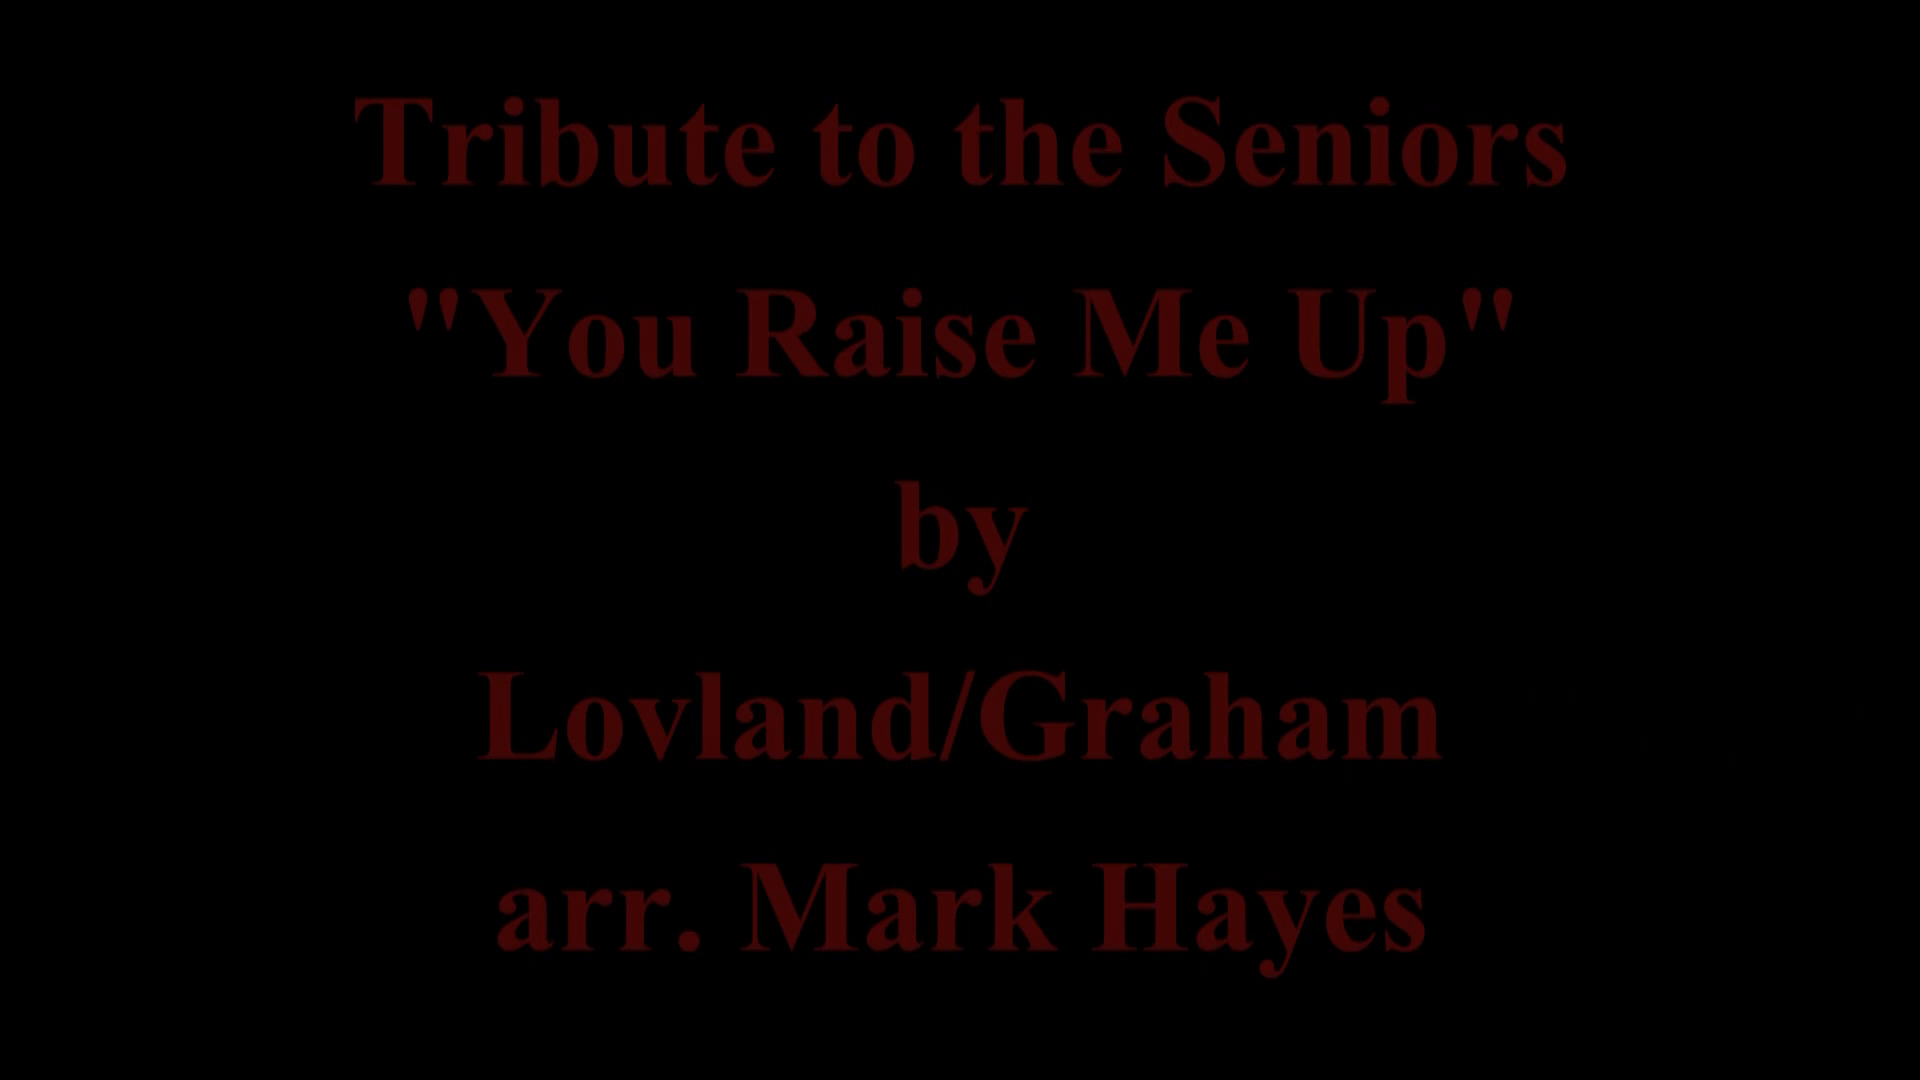 Tribute to the Seniors
"You Raise Me Up"
by
Lovland/Graham
arr. Mark Hayes